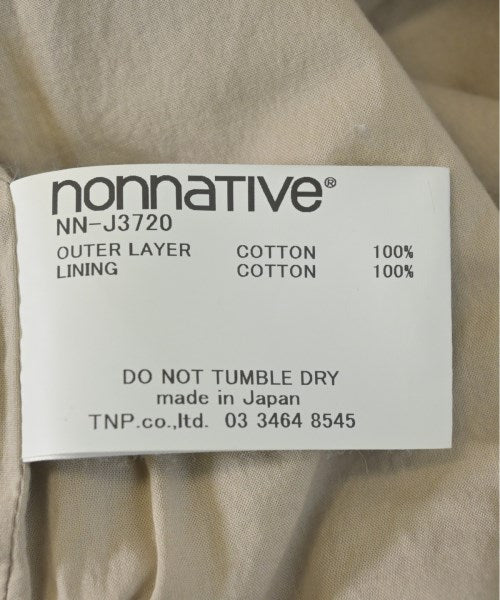 nonnative®
NN-J3720
OUTER LAYER COTTON 100%
LINING COTTON 100%
DO NOT TUMBLE DRY
made in Japan
TNP.co.,ltd. 03 3464 8545